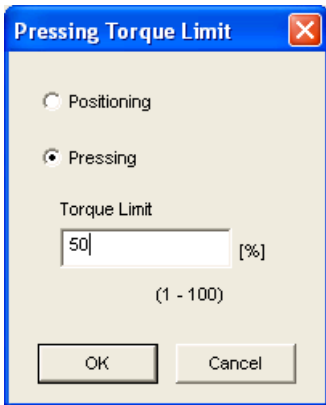 Pressing Torque Limit
Positioning
Pressing
Torque Limit
50
[%]
(1 - 100)
OK
Cancel